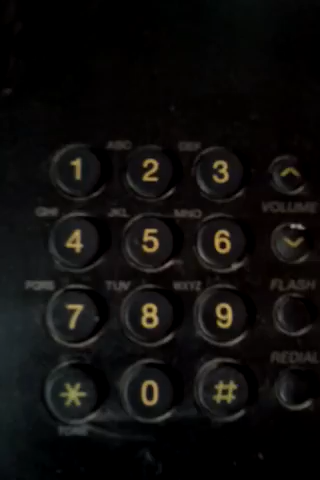 ABC DEF
1 2 3
VOLUME
GHI JKL MNO
4 5 6
FLASH
PQRS TUV WXYZ
7 8 9
REDIAL
* 0 #
TONE